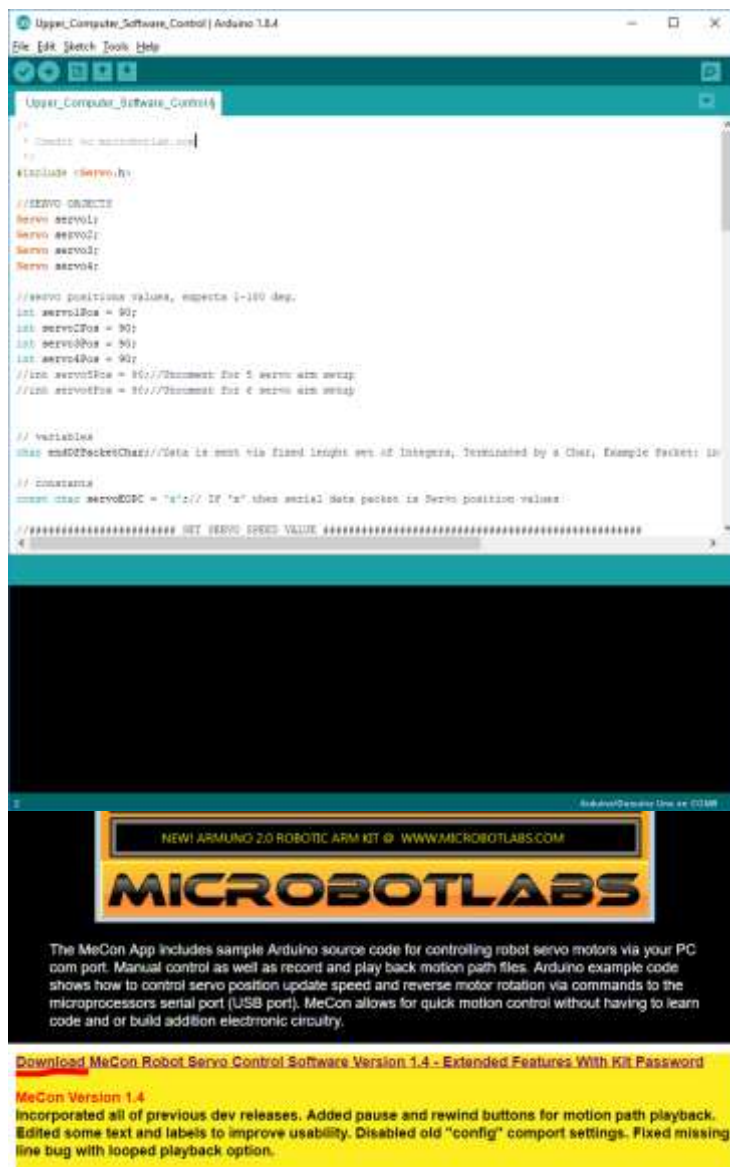 Upper_Computer_Software_Control | Arduino 1.8.4
File Edit Sketch Tools Help
Upper_Computer_Software_Control §
/*
* Credit to microbotlab.com
*/
#include <Servo.h>
//SERVO OBJECTS
Servo servo1;
Servo servo2;
Servo servo3;
Servo servo4;
//servo positions values, expects 1-180 deg.
int servo1Pos = 90;
int servo2Pos = 90;
int servo3Pos = 90;
int servo4Pos = 90;
//int servo5Pos = 90;//Uncomment for 5 servo arm setup
//int servo6Pos = 90;//Uncomment for 6 servo arm setup
// variables
char endOfPacketChar;//Data is sent via fixed lenght set of Integers, Terminated by a Char, Example Packet: in
// constants
const char servoEOPC = 'x';// If 'x' then serial data packet is Servo position values
//####################### SET SERVO SPEED VALUE ##################################################
Arduino/Genuino Uno on
NEW! ARMUNO 2.0 ROBOTIC ARM KIT @ WWW.MICROBOTLABS.COM
MICROBOTLABS
The MeCon App includes sample Arduino source code for controlling robot servo motors via your PC
com port. Manual control as well as record and play back motion path files. Arduino example code
shows how to control servo position update speed and reverse motor rotation via commands to the
microprocessors serial port (USB port). MeCon allows for quick motion control without having to learn
code and or build addition electrronic circuitry.
Download MeCon Robot Servo Control Software Version 1.4 - Extended Features With Kit Password
MeCon Version 1.4
Incorporated all of previous dev releases. Added pause and rewind buttons for motion path playback.
Edited some text and labels to improve usability. Disabled old "config" comport settings. Fixed missing
line bug with looped playback option.